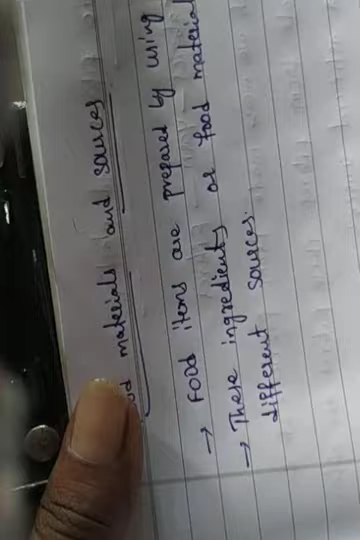 materials and sources
→ Food items are prepared by using
→ These ingredients or food material
different sources.